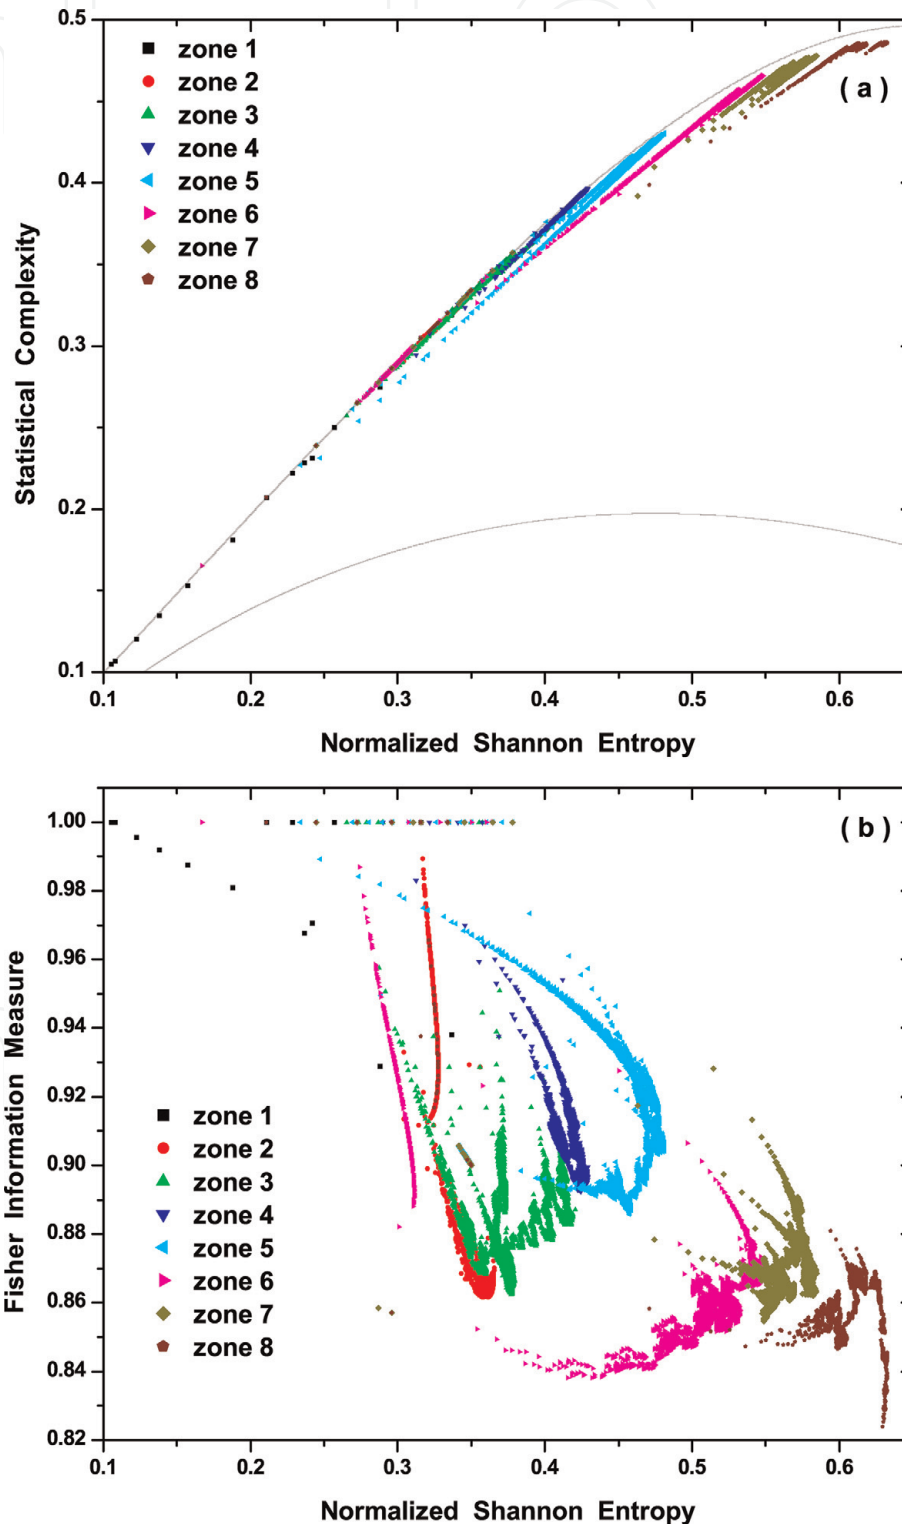 0.5
zone 1
zone 2
zone 3
zone 4
zone 5
zone 6
zone 7
zone 8
( a )
0.4
0.3
0.2
0.1
Statistical Complexity
0.1 0.2 0.3 0.4 0.5 0.6
Normalized Shannon Entropy
1.00
( b )
0.98
0.96
0.94
0.92
0.90
0.88
0.86
0.84
0.82
Fisher Information Measure
zone 1
zone 2
zone 3
zone 4
zone 5
zone 6
zone 7
zone 8
0.1 0.2 0.3 0.4 0.5 0.6
Normalized Shannon Entropy